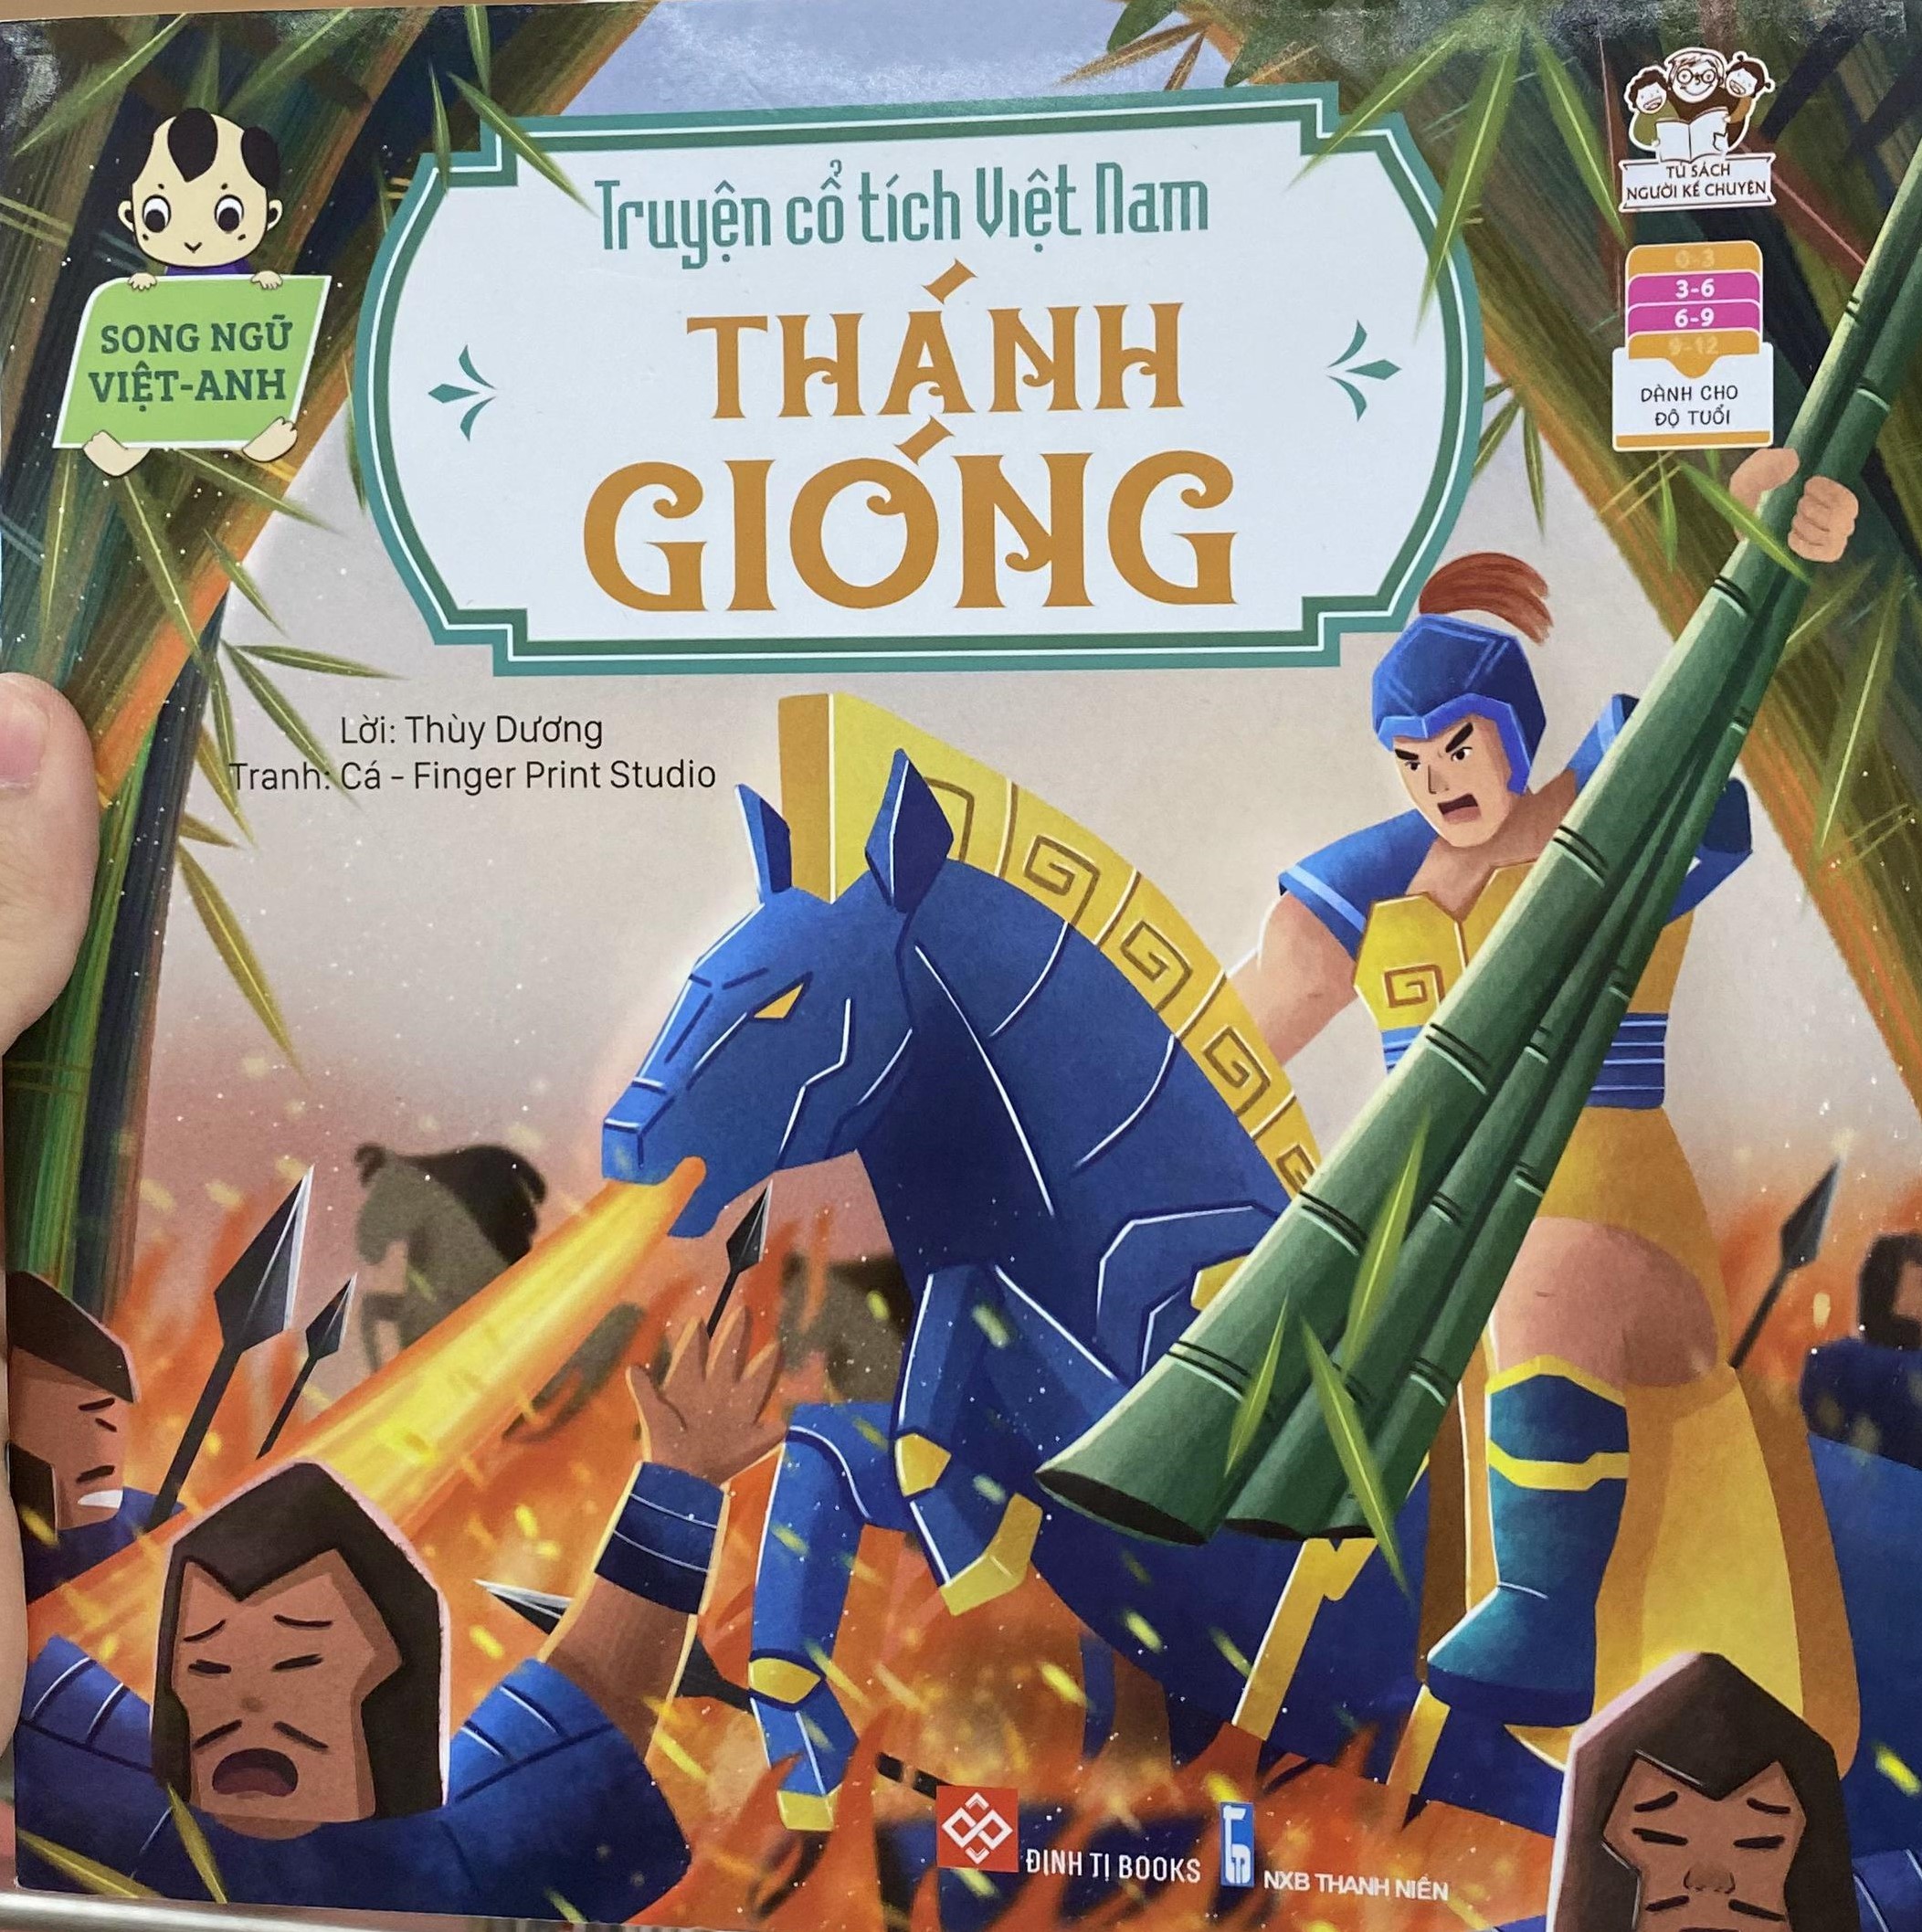 Truyện cổ tích Việt Nam
THÁNH
GIÓNG
SONG NGỮ
VIỆT-ANH
TỦ SÁCH
NGƯỜI KỂ CHUYỆN
0-3
3-6
6-9
9-12
DÀNH CHO
ĐỘ TUỔI
Lời: Thùy Dương
Tranh: Cá - Finger Print Studio
ĐINH TỊ BOOKS
NXB THANH NIÊN